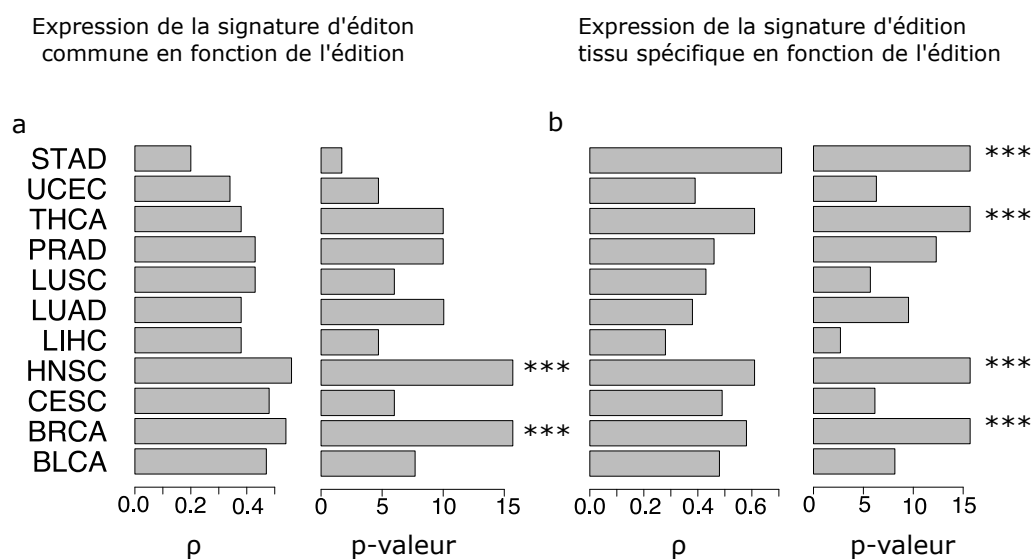 Expression de la signature d'éditon
commune en fonction de l'édition
Expression de la signature d'édition
tissu spécifique en fonction de l'édition
a
b
STAD
***
UCEC
THCA
***
PRAD
LUSC
LUAD
LIHC
HNSC
***
***
CESC
BRCA
***
***
BLCA
0.0 0.2 0.4
0 5 10 15
0.0 0.2 0.4 0.6
0 5 10 15
ρ
p-valeur
ρ
p-valeur